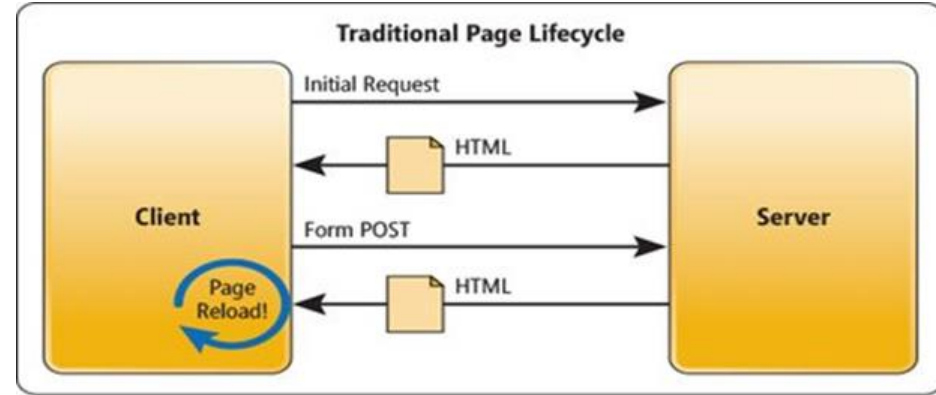 Traditional Page Lifecycle
Initial Request
HTML
Client
Server
Form POST
HTML
Page
Reload!